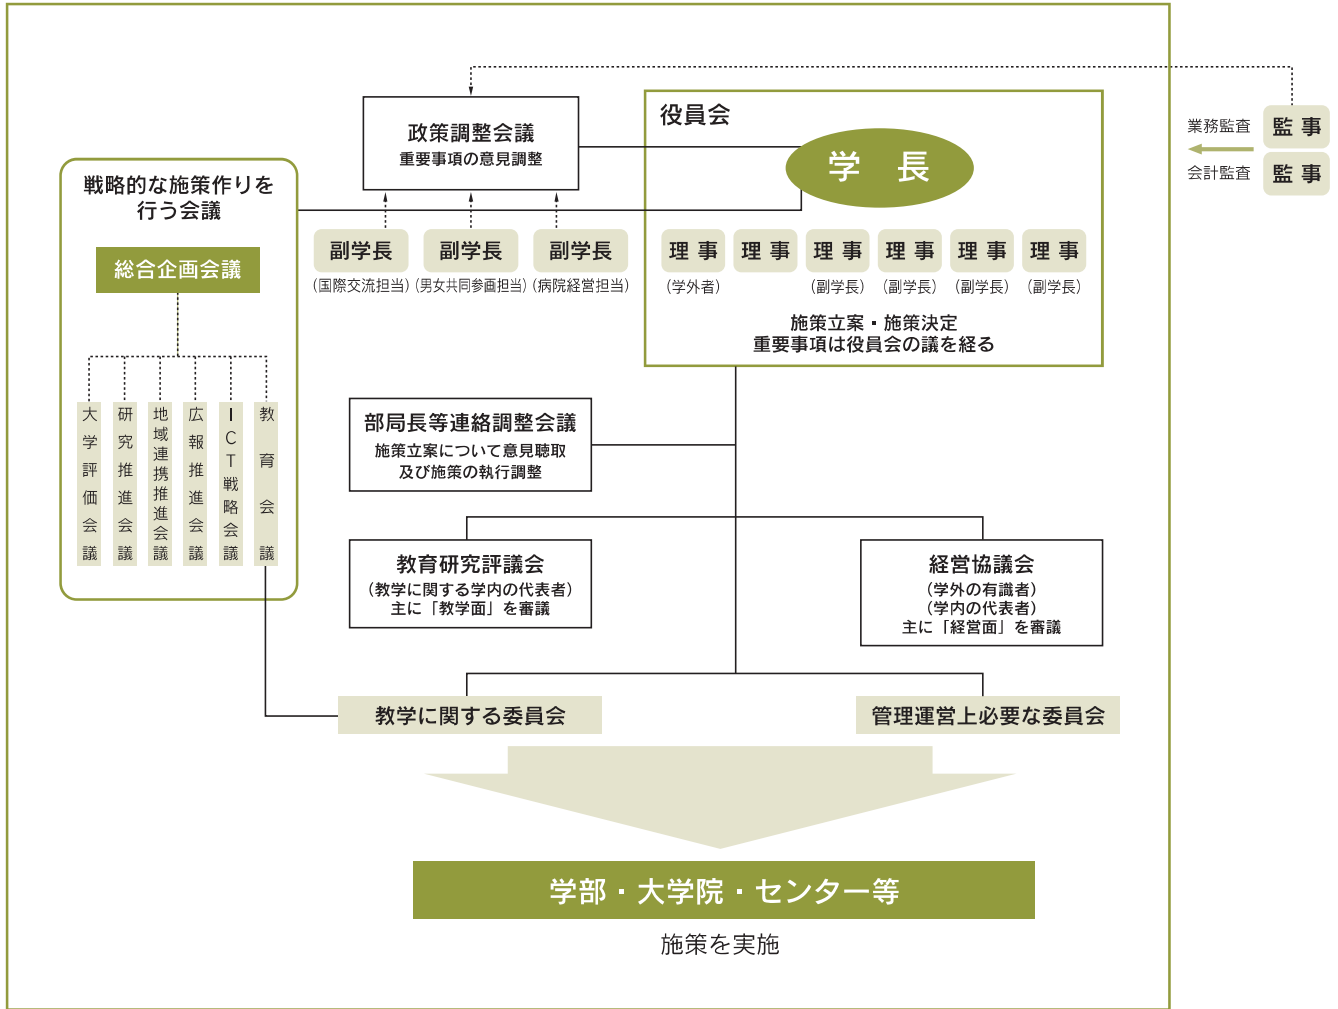 政策調整会議
重要事項の意見調整
役員会
学　長
業務監査
会計監査
監 事
監 事
戦略的な施策作りを
行う会議
総合企画会議
大学評価会議
研究推進会議
地域連携推進会議
広報推進会議
ICT戦略会議
教育会議
副学長
(国際交流担当)
副学長
(男女共同参画担当)
副学長
(病院経営担当)
理 事
(学外者)
理 事
理 事
(副学長)
理 事
(副学長)
理 事
(副学長)
理 事
(副学長)
施策立案・施策決定
重要事項は役員会の議を経る
部局長等連絡調整会議
施策立案について意見聴取
及び施策の執行調整
教育研究評議会
(教学に関する学内の代表者)
主に「教学面」を審議
経営協議会
(学外の有識者)
(学内の代表者)
主に「経営面」を審議
教学に関する委員会
管理運営上必要な委員会
学部・大学院・センター等
施策を実施